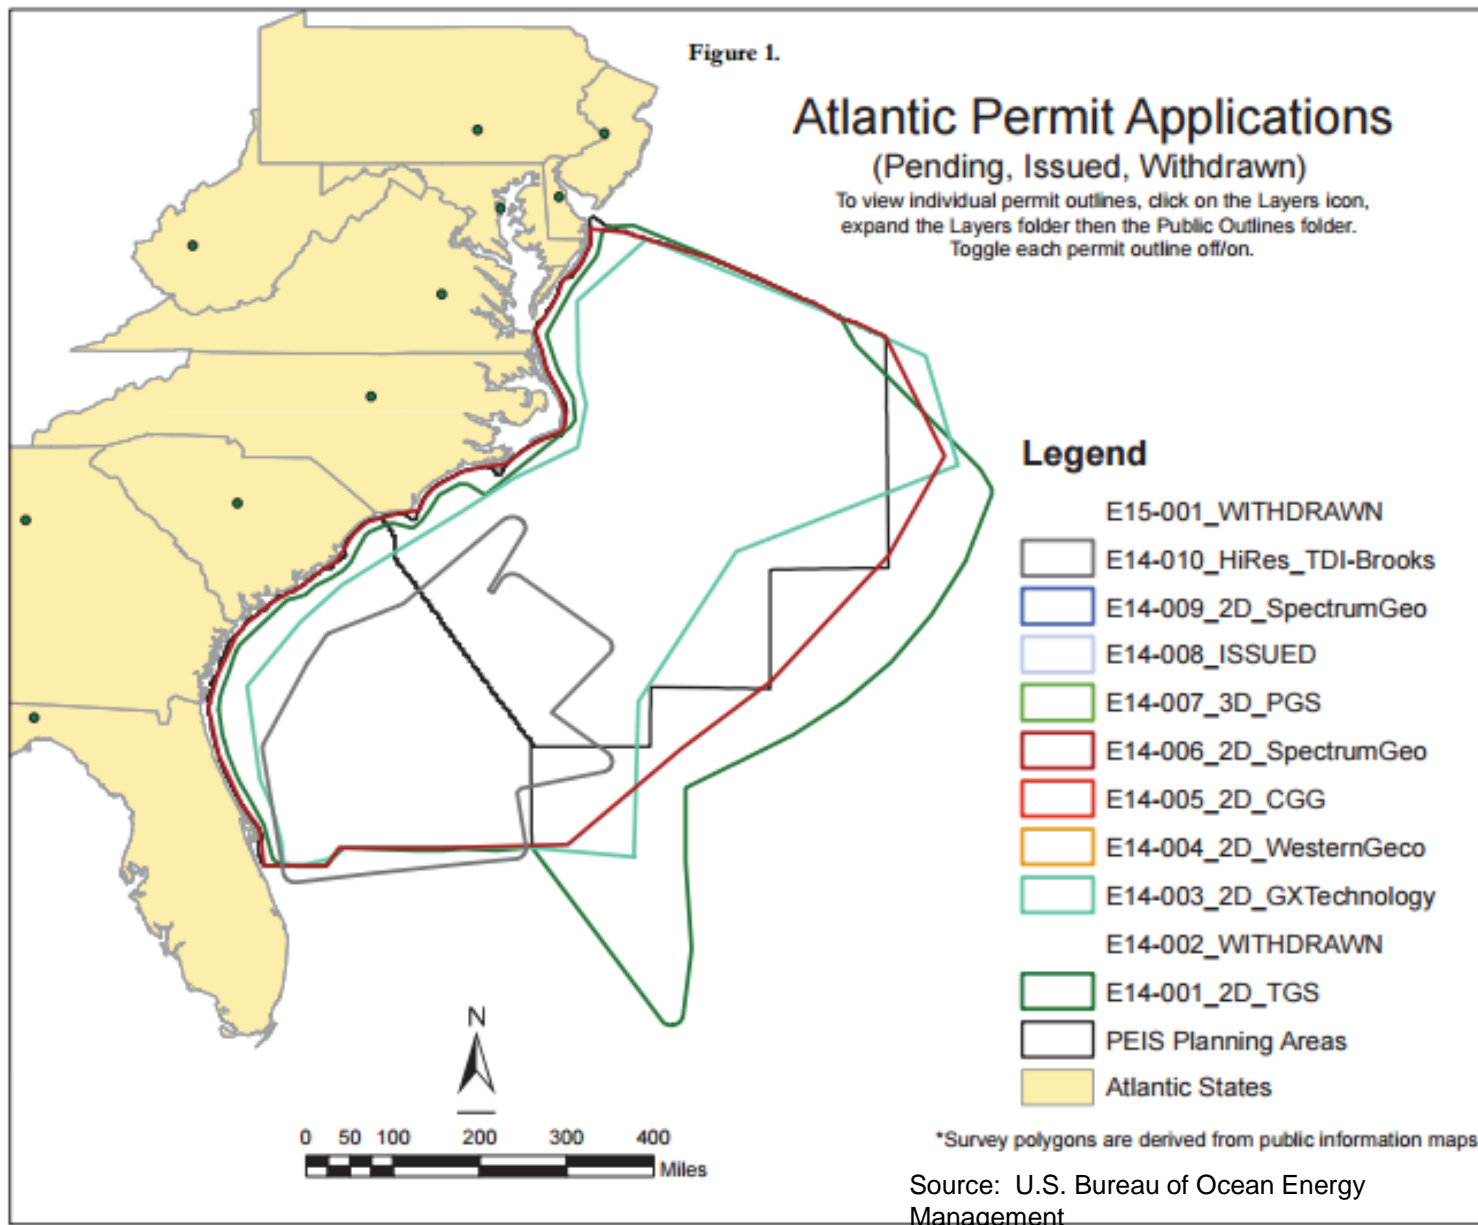 Figure 1.
Atlantic Permit Applications
(Pending, Issued, Withdrawn)
To view individual permit outlines, click on the Layers icon,
expand the Layers folder then the Public Outlines folder.
Toggle each permit outline off/on.
Legend
E15-001_WITHDRAWN
E14-010_HiRes_TDI-Brooks
E14-009_2D_SpectrumGeo
E14-008_ISSUED
E14-007_3D_PGS
E14-006_2D_SpectrumGeo
E14-005_2D_CGG
E14-004_2D_WesternGeco
E14-003_2D_GXTechnology
E14-002_WITHDRAWN
E14-001_2D_TGS
PEIS Planning Areas
Atlantic States
N
0 50 100 200 300 400
Miles
*Survey polygons are derived from public information maps
Source: U.S. Bureau of Ocean Energy
Management